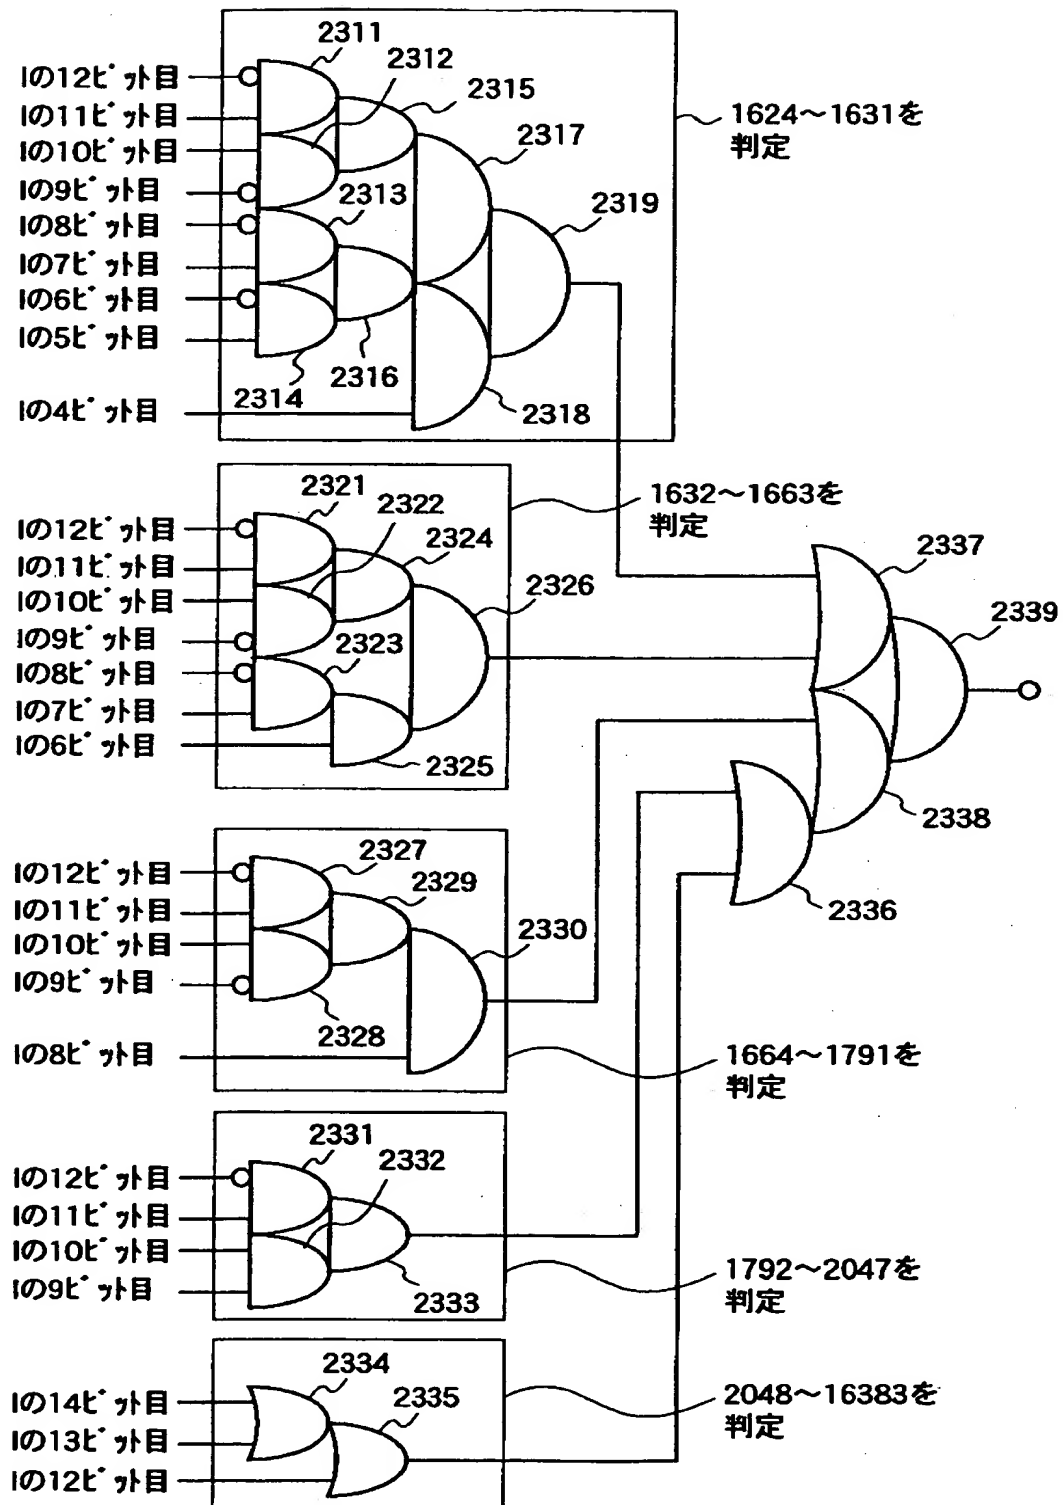 2311
2312
2315
2317
2313
2319
2314
2316
2318
Iの12ビット目
Iの11ビット目
Iの10ビット目
Iの9ビット目
Iの8ビット目
Iの7ビット目
Iの6ビット目
Iの5ビット目
Iの4ビット目
1624〜1631を
判定
2321
2322
2324
2326
2323
2325
Iの12ビット目
Iの11ビット目
Iの10ビット目
Iの9ビット目
Iの8ビット目
Iの7ビット目
Iの6ビット目
1632〜1663を
判定
2337
2339
2338
2336
2327
2329
2330
2328
Iの12ビット目
Iの11ビット目
Iの10ビット目
Iの9ビット目
Iの8ビット目
1664〜1791を
判定
2331
2332
2333
Iの12ビット目
Iの11ビット目
Iの10ビット目
Iの9ビット目
1792〜2047を
判定
2334
2335
Iの14ビット目
Iの13ビット目
Iの12ビット目
2048〜16383を
判定